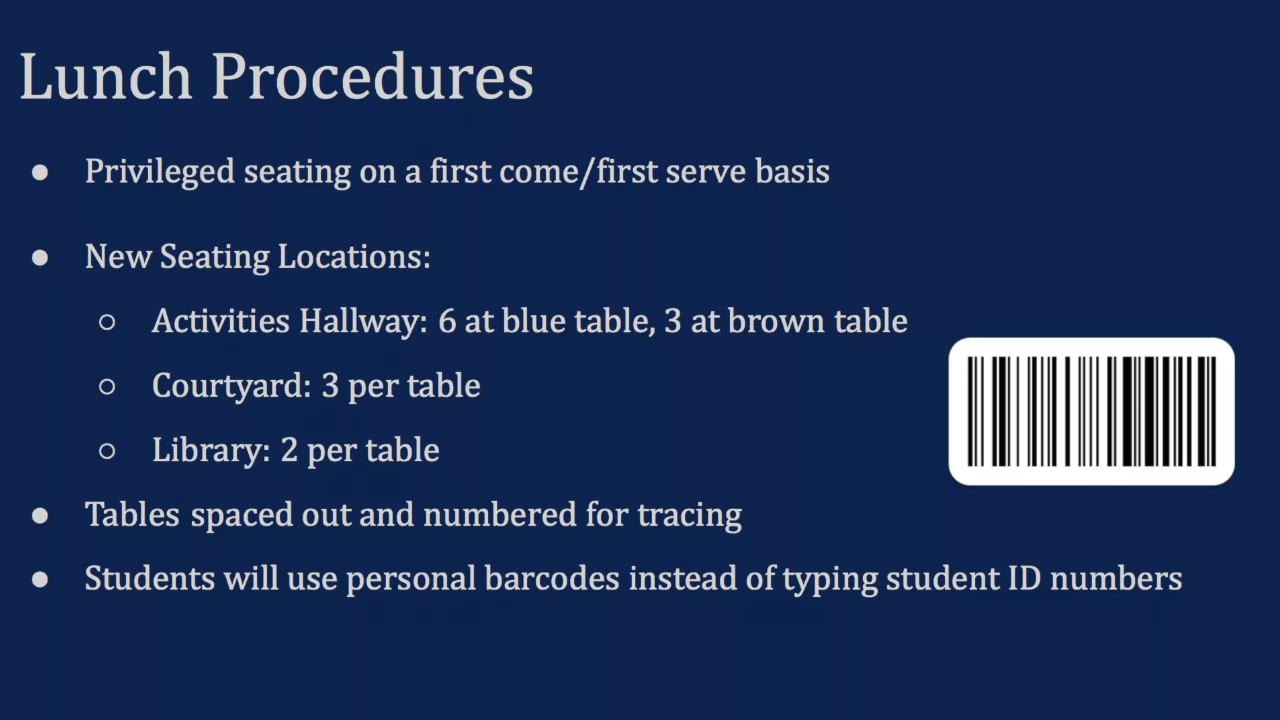 Lunch Procedures
● Privileged seating on a first come/first serve basis
● New Seating Locations:
○ Activities Hallway: 6 at blue table, 3 at brown table
○ Courtyard: 3 per table
○ Library: 2 per table
● Tables spaced out and numbered for tracing
● Students will use personal barcodes instead of typing student ID numbers